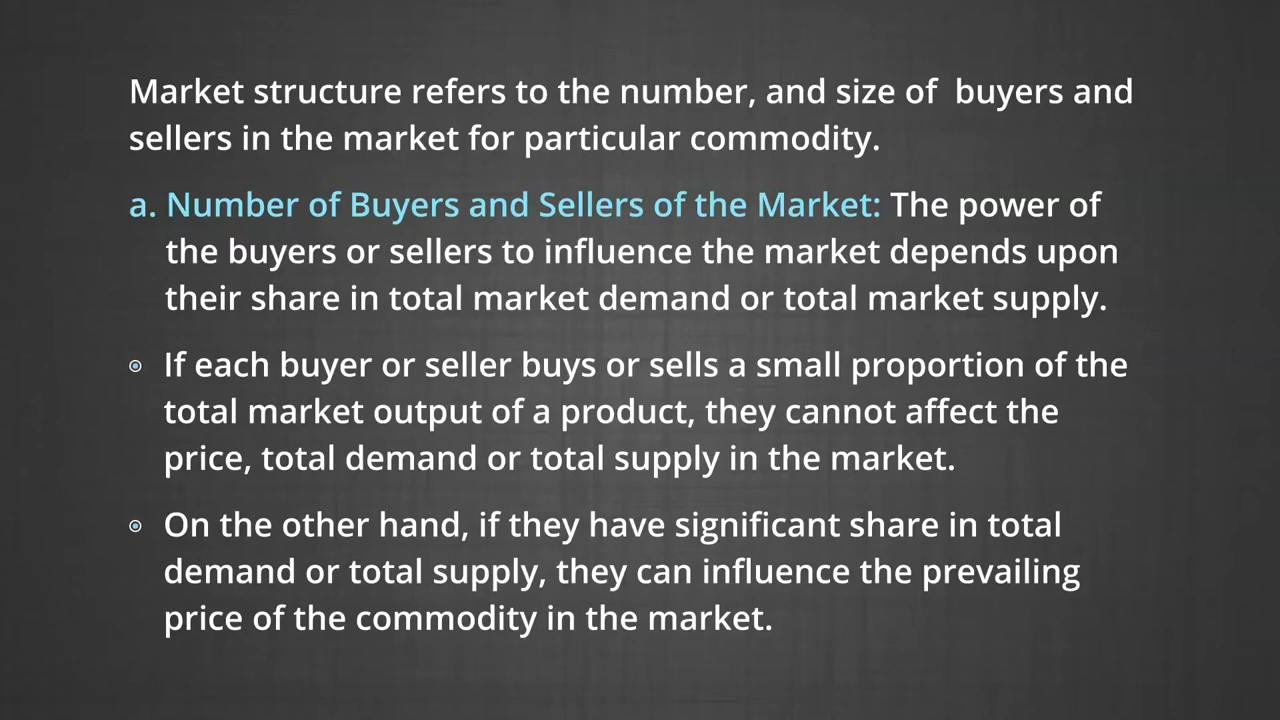 Market structure refers to the number, and size of  buyers and
sellers in the market for particular commodity.
a. Number of Buyers and Sellers of the Market: The power of
the buyers or sellers to influence the market depends upon
their share in total market demand or total market supply.
If each buyer or seller buys or sells a small proportion of the
total market output of a product, they cannot affect the
price, total demand or total supply in the market.
On the other hand, if they have significant share in total
demand or total supply, they can influence the prevailing
price of the commodity in the market.